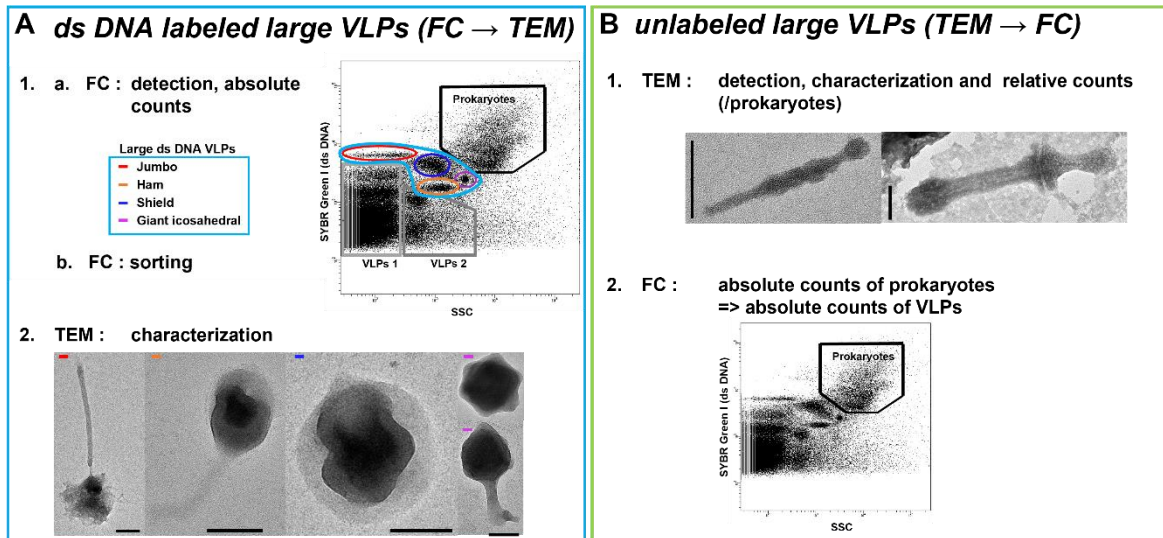 A ds DNA labeled large VLPs (FC → TEM)
1. a. FC : detection, absolute
counts
Large ds DNA VLPs
Jumbo
Ham
Shield
Giant icosahedral
b. FC : sorting
SYBR Green I (ds DNA)
Prokaryotes
VLPs 1
VLPs 2
SSC
2. TEM : characterization
B unlabeled large VLPs (TEM → FC)
1. TEM : detection, characterization and relative counts
(/prokaryotes)
2. FC : absolute counts of prokaryotes
=> absolute counts of VLPs
SYBR Green I (ds DNA)
Prokaryotes
SSC